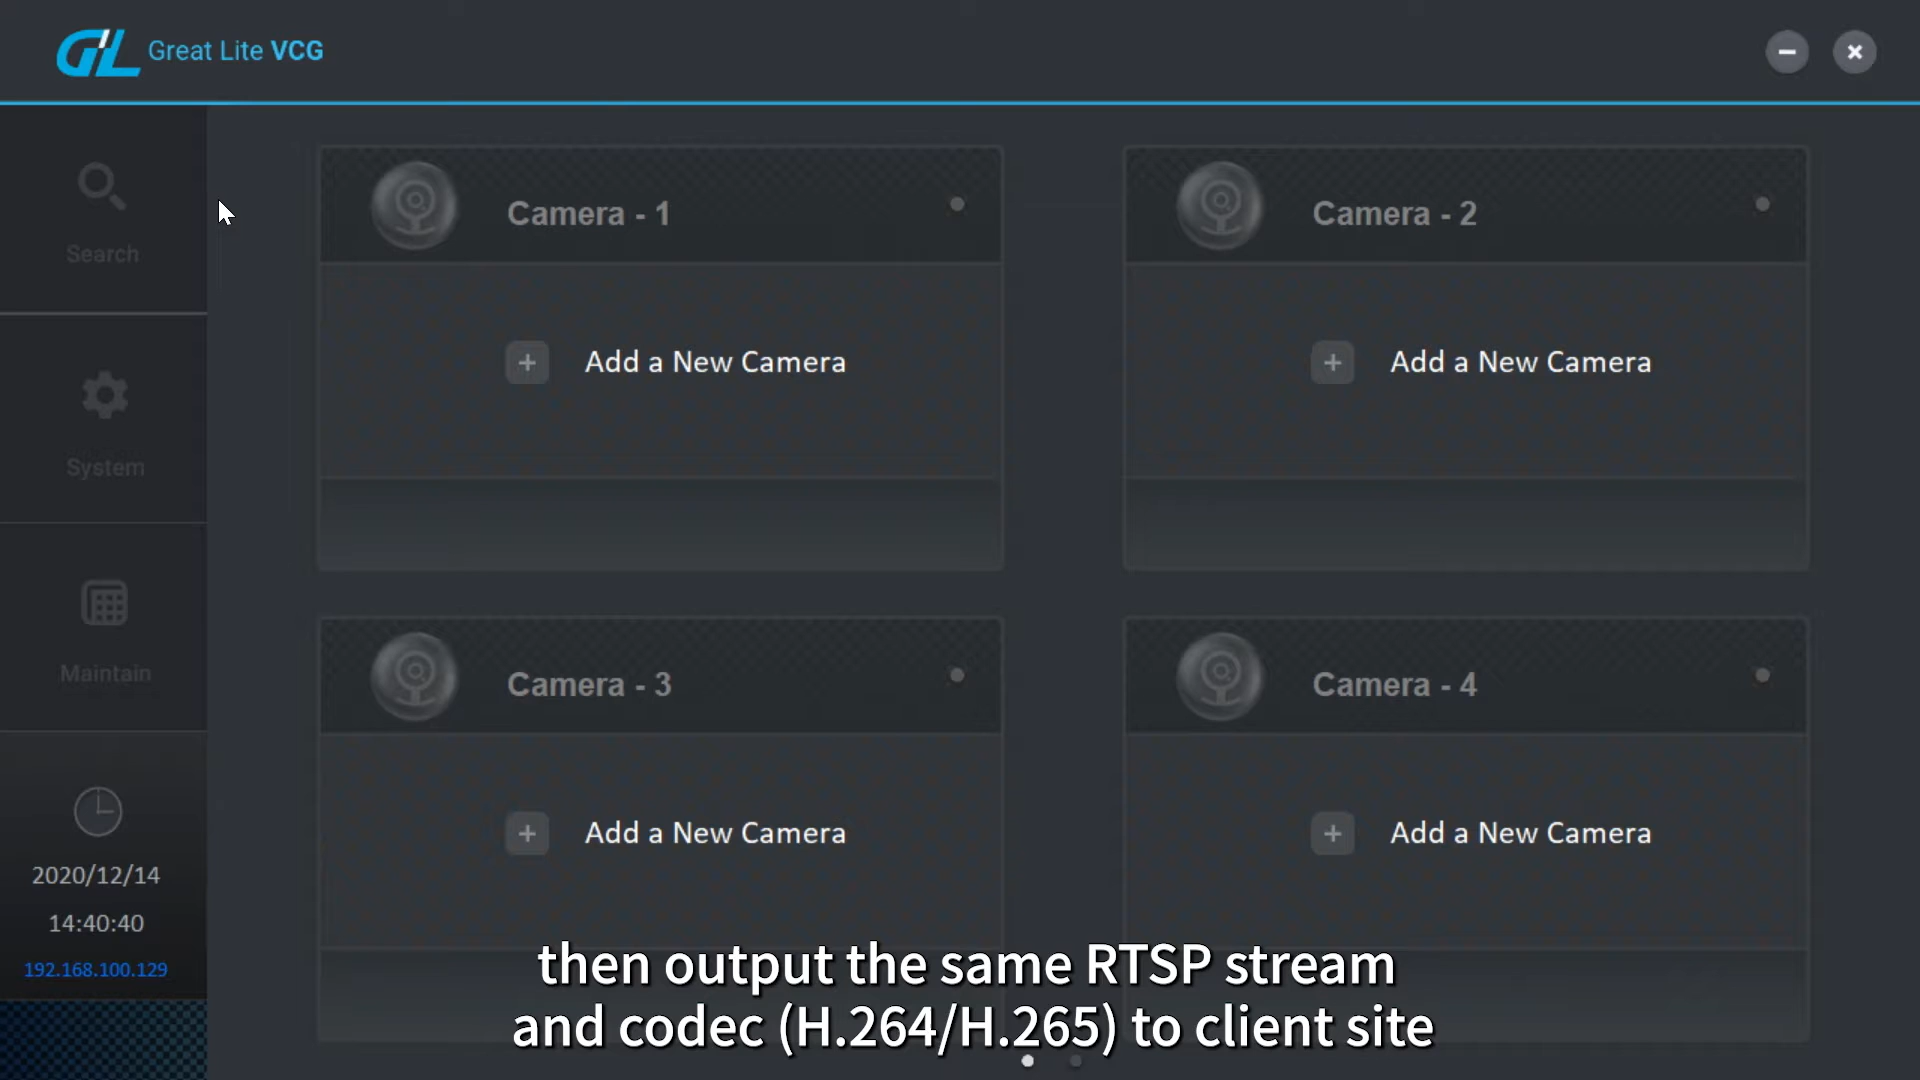 GL Great Lite VCG
Search
System
Maintain
2020/12/14
14:40:40
192.168.100.129
Camera - 1
Add a New Camera
Camera - 2
Add a New Camera
Camera - 3
Add a New Camera
Camera - 4
Add a New Camera
then output the same RTSP stream
and codec (H.264/H.265) to client site